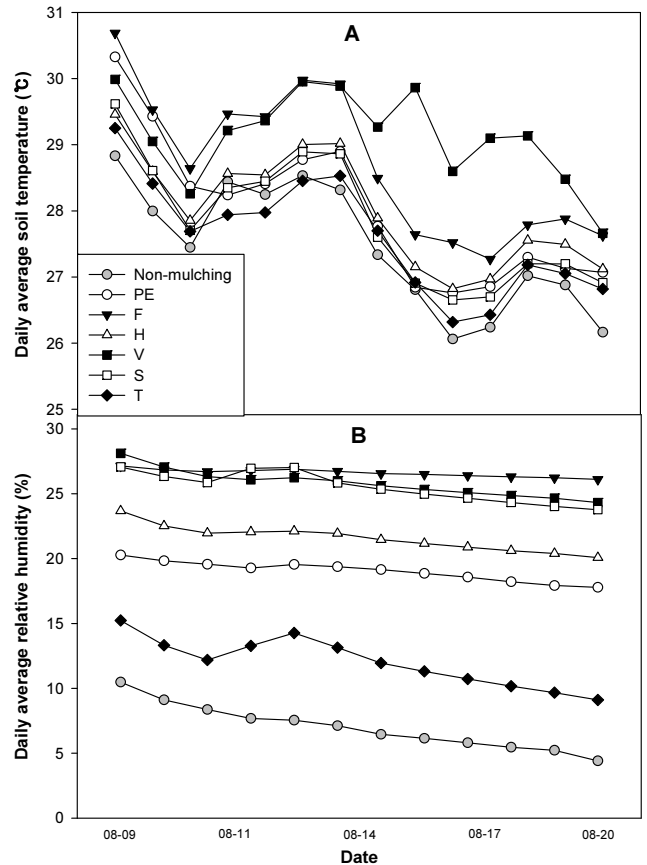 A
Daily average soil temperature (℃)
31
30
29
28
27
26
25
Non-mulching
PE
F
H
V
S
T
B
Daily average relative humidity (%)
30
25
20
15
10
5
0
08-09 08-11 08-14 08-17 08-20
Date